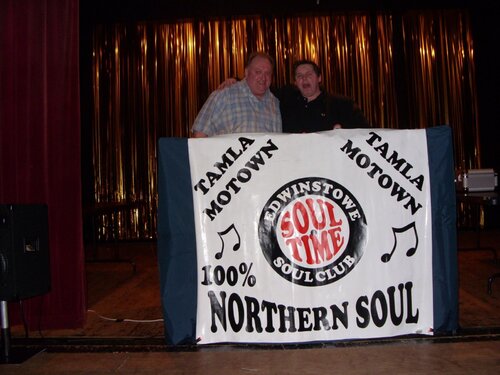 TAMLA
MOTOWN
TAMLA
MOTOWN
EDWINSTOWE
SOUL
TIME
SOUL CLUB
100%
NORTHERN SOUL